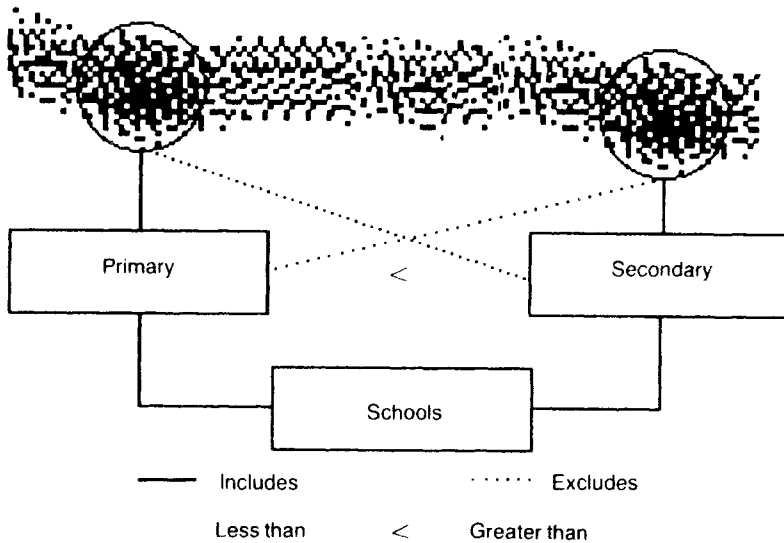 Primary
<
Secondary
Schools
Includes
Excludes
Less than < Greater than